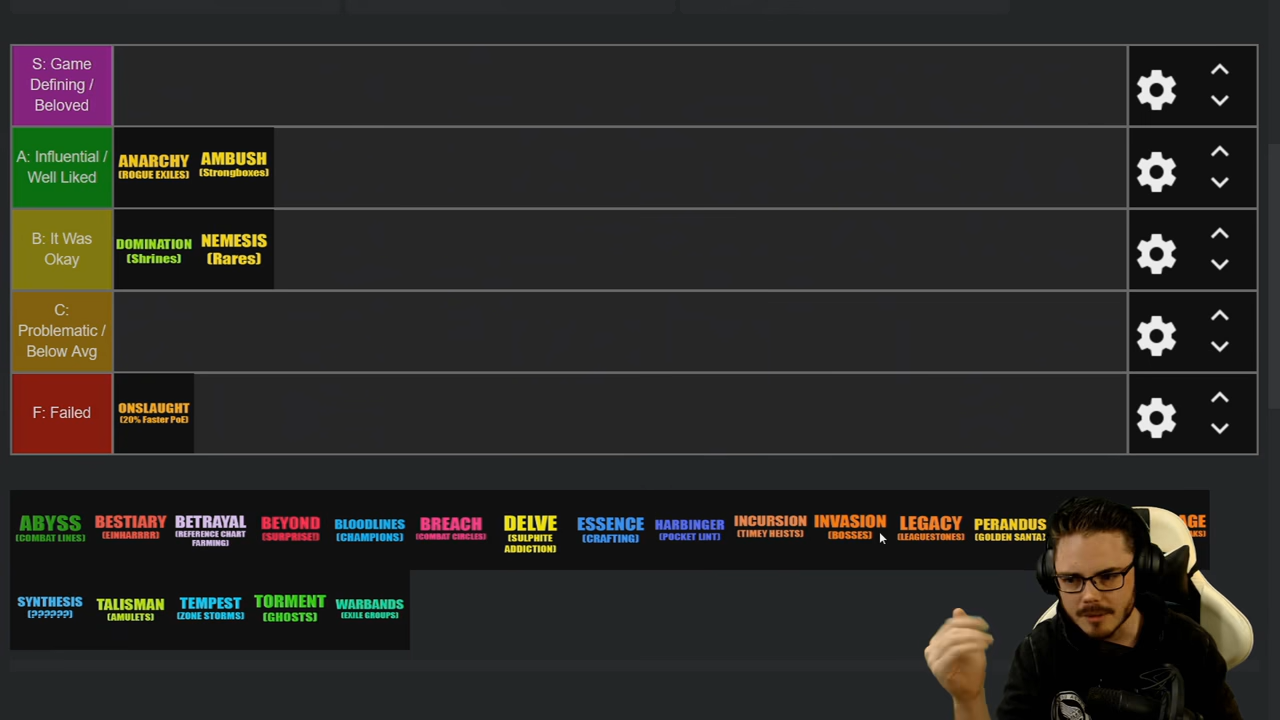 S: Game
Defining /
Beloved
A: Influential /
Well Liked
ANARCHY
(ROGUE EXILES)
AMBUSH
(Strongboxes)
B: It Was
Okay
DOMINATION
(Shrines)
NEMESIS
(Rares)
C:
Problematic /
Below Avg
F: Failed
ONSLAUGHT
(20% Faster PoE)
ABYSS
(COMBAT LINES)
BESTIARY
(EINHARRRR)
BETRAYAL
(REFERENCE CHART
FARMING)
BEYOND
(SURPRISE!)
BLOODLINES
(CHAMPIONS)
BREACH
(COMBAT CIRCLES)
DELVE
(SULPHITE
ADDICTION)
ESSENCE
(CRAFTING)
HARBINGER
(POCKET LINT)
INCURSION
(TIMEY HEISTS)
INVASION
(BOSSES)
LEGACY
(LEAGUESTONES)
PERANDUS
(GOLDEN SANTA)
SYNTHESIS
(??????)
TALISMAN
(AMULETS)
TEMPEST
(ZONE STORMS)
TORMENT
(GHOSTS)
WARBANDS
(EXILE GROUPS)